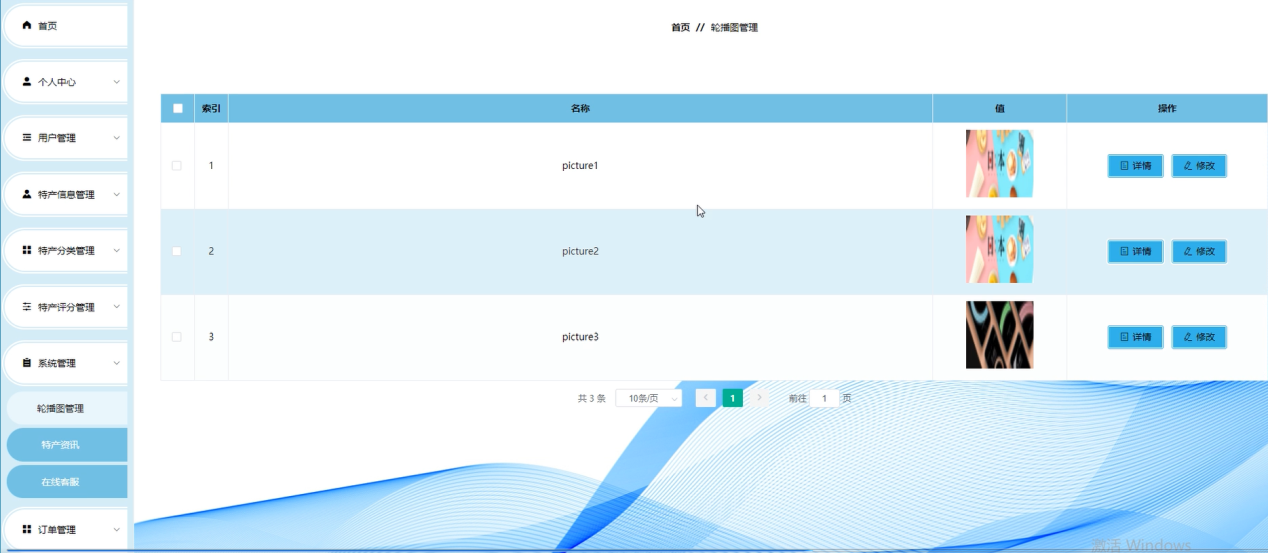 首页
个人中心
用户管理
特产信息管理
特产分类管理
特产评分管理
系统管理
轮播图管理
特产资讯
在线客服
订单管理
首页 // 轮播图管理
索引 名称 值 操作
1 picture1 详情 修改
2 picture2 详情 修改
3 picture3 详情 修改
共 3 条 10条/页 1 前往 1 页
激活 Windows